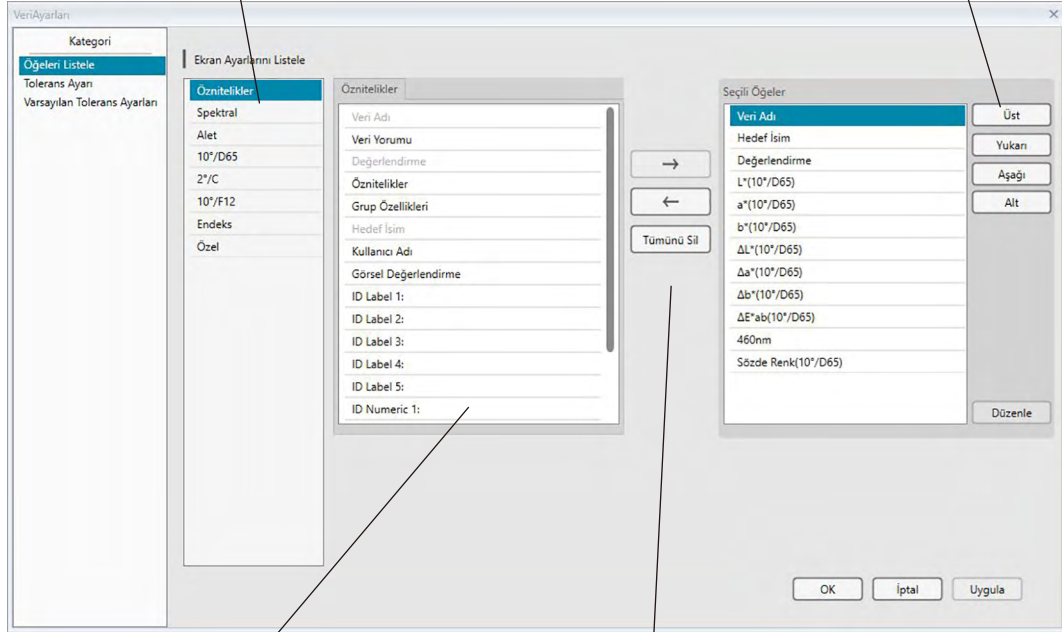 VeriAyarları
Kategori
Öğeleri Listele
Tolerans Ayarı
Varsayılan Tolerans Ayarları
Ekran Ayarlarını Listele
Öznitelikler
Spektral
Alet
10°/D65
2°/C
10°/F12
Endeks
Özel
Öznitelikler
Veri Adı
Veri Yorumu
Değerlendirme
Öznitelikler
Grup Özellikleri
Hedef İsim
Kullanıcı Adı
Görsel Değerlendirme
ID Label 1:
ID Label 2:
ID Label 3:
ID Label 4:
ID Label 5:
ID Numeric 1:
→
←
Tümünü Sil
Seçili Öğeler
Veri Adı
Hedef İsim
Değerlendirme
L*(10°/D65)
a*(10°/D65)
b*(10°/D65)
ΔL*(10°/D65)
Δa*(10°/D65)
Δb*(10°/D65)
ΔE*ab(10°/D65)
460nm
Sözde Renk(10°/D65)
Üst
Yukarı
Aşağı
Alt
Düzenle
OK
İptal
Uygula